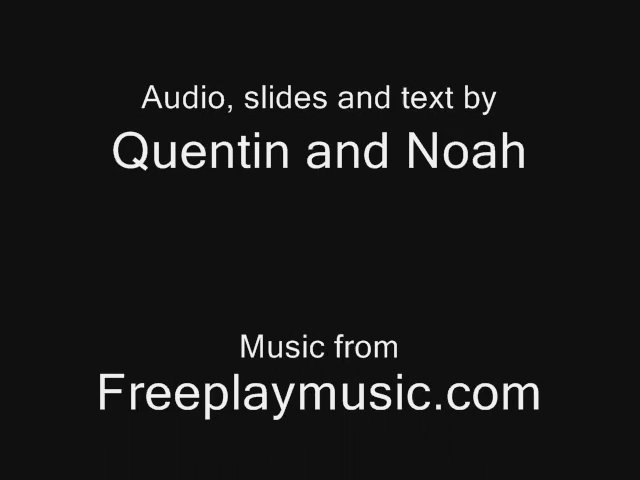 Audio, slides and text by
Quentin and Noah
Music from
Freeplaymusic.com